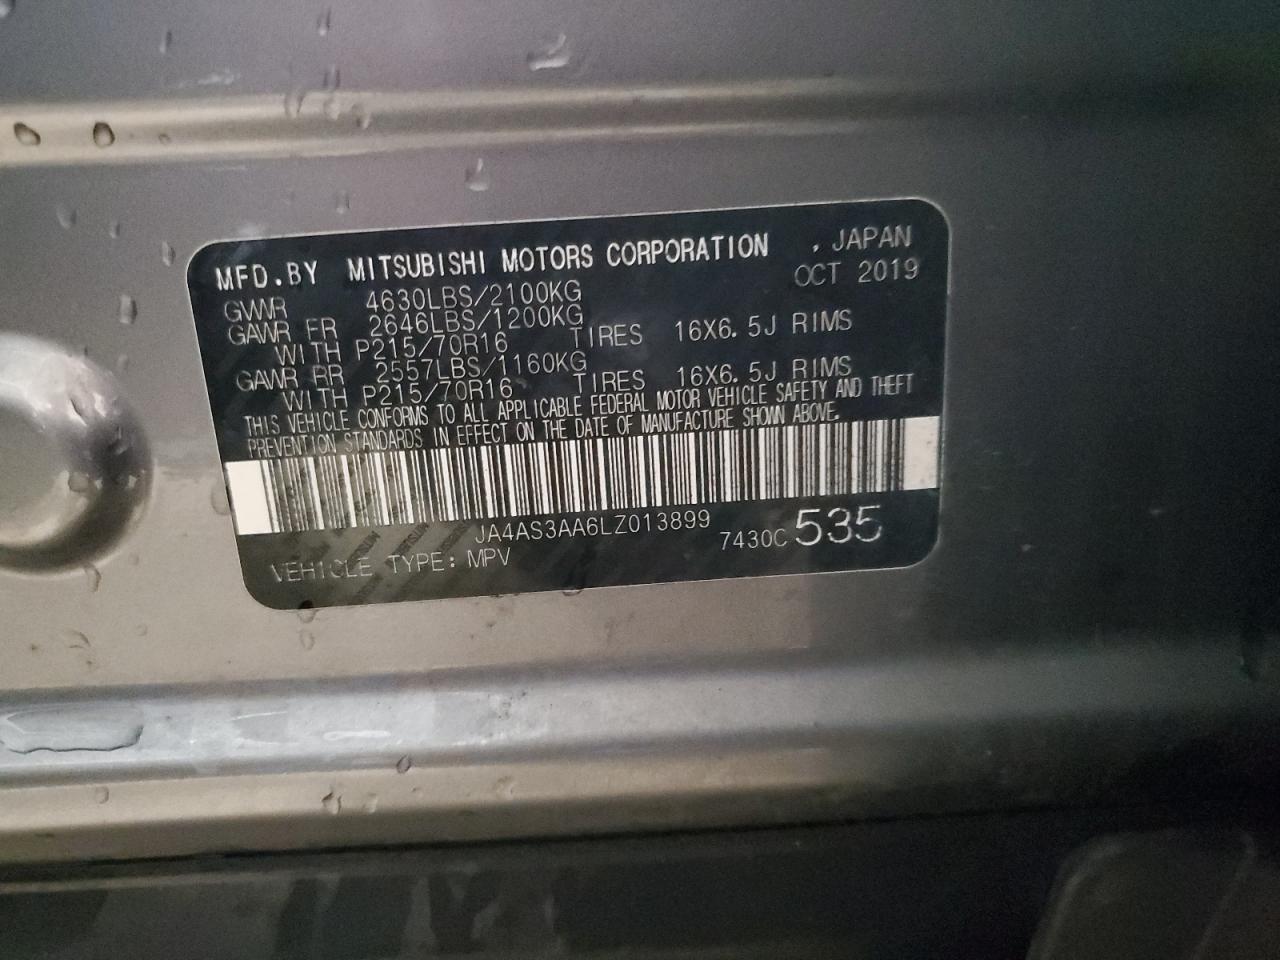 MFD. BY MITSUBISHI MOTORS CORPORATION , JAPAN
GVWR 4630LBS/2100KG OCT 2019
GAWR FR 2646LBS/1200KG
WITH P215/70R16 TIRES 16X6.5J RIMS
GAWR RR 2557LBS/1160KG
WITH P215/70R16 TIRES 16X6.5J RIMS
THIS VEHICLE CONFORMS TO ALL APPLICABLE FEDERAL MOTOR VEHICLE SAFETY AND THEFT
PREVENTION STANDARDS IN EFFECT ON THE DATE OF MANUFACTURE SHOWN ABOVE.
JA4AS3AA6LZ013899
VEHICLE TYPE: MPV 7430C 535